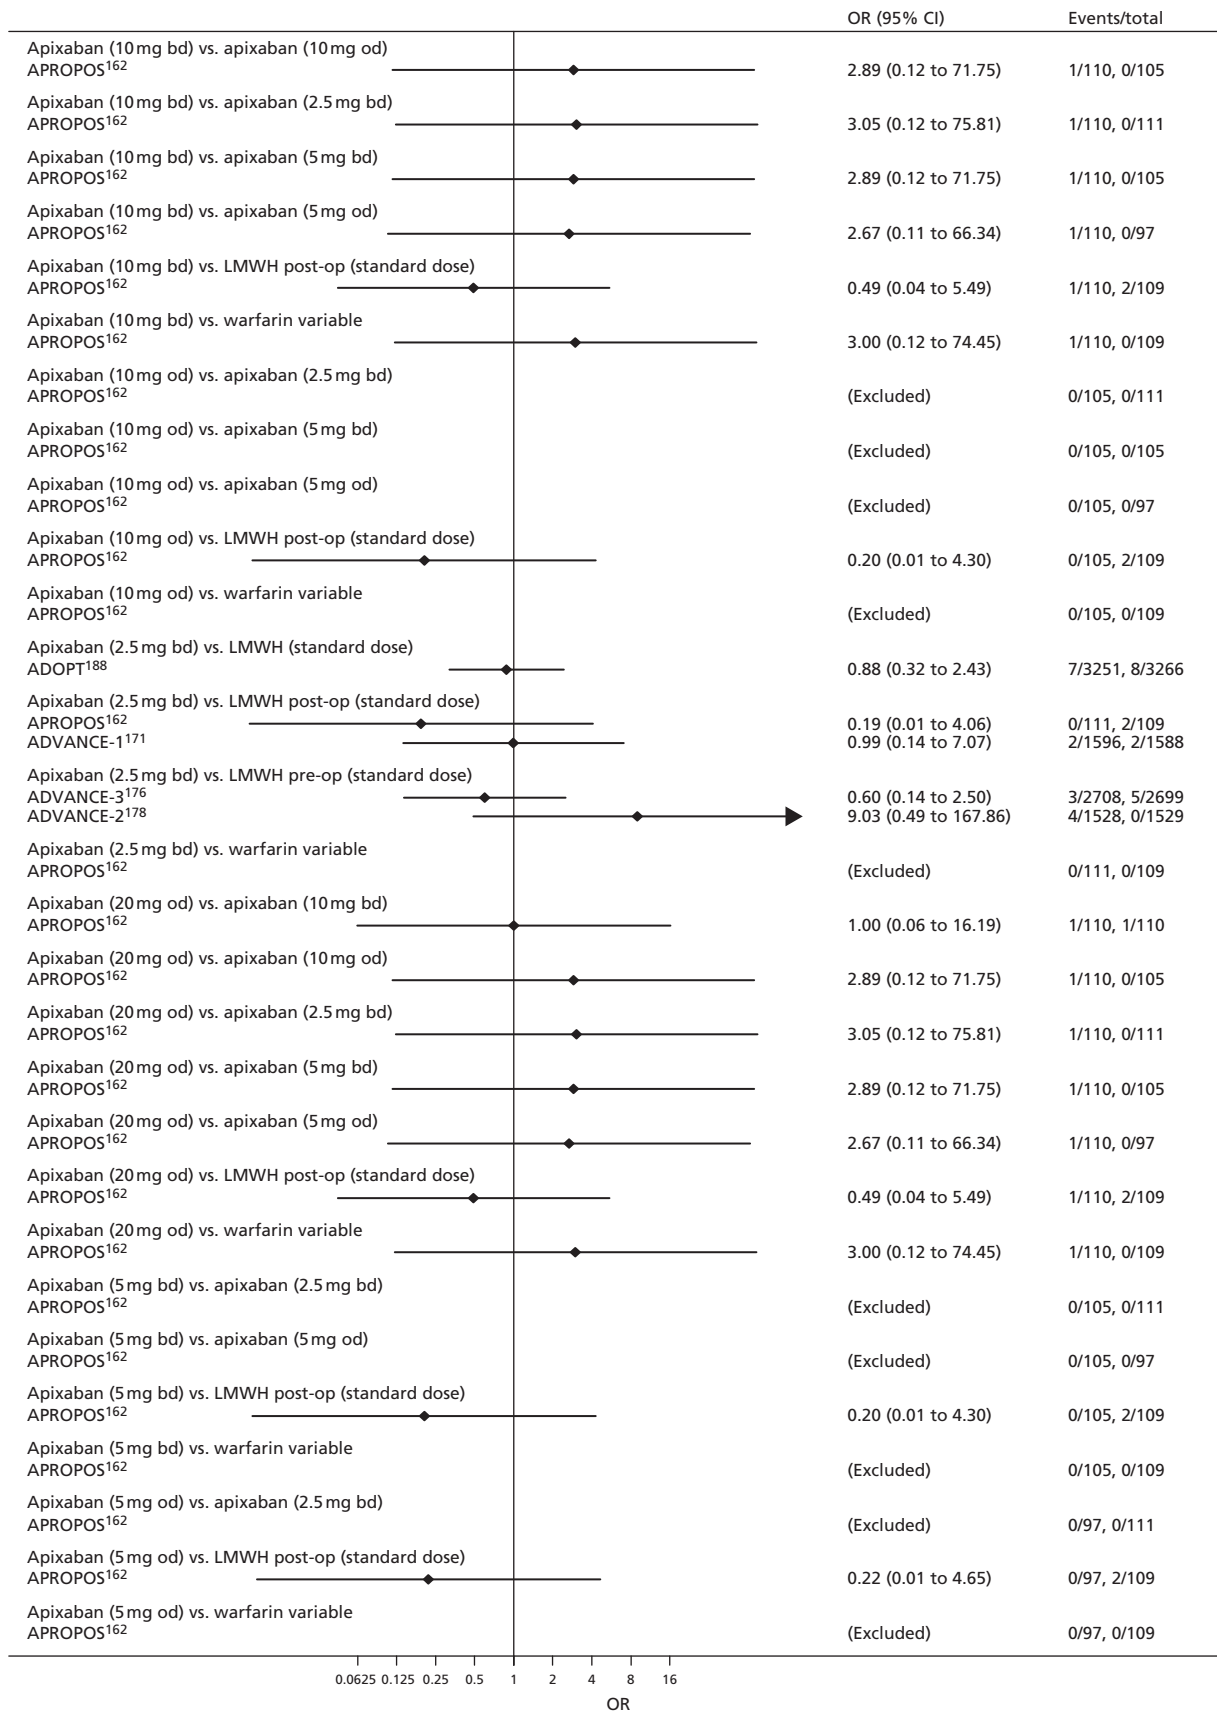 OR (95% CI) Events/total
Apixaban (10 mg bd) vs. apixaban (10 mg od)
APROPOS162 2.89 (0.12 to 71.75) 1/110, 0/105
Apixaban (10 mg bd) vs. apixaban (2.5 mg bd)
APROPOS162 3.05 (0.12 to 75.81) 1/110, 0/111
Apixaban (10 mg bd) vs. apixaban (5 mg bd)
APROPOS162 2.89 (0.12 to 71.75) 1/110, 0/105
Apixaban (10 mg bd) vs. apixaban (5 mg od)
APROPOS162 2.67 (0.11 to 66.34) 1/110, 0/97
Apixaban (10 mg bd) vs. LMWH post-op (standard dose)
APROPOS162 0.49 (0.04 to 5.49) 1/110, 2/109
Apixaban (10 mg bd) vs. warfarin variable
APROPOS162 3.00 (0.12 to 74.45) 1/110, 0/109
Apixaban (10 mg od) vs. apixaban (2.5 mg bd)
APROPOS162 (Excluded) 0/105, 0/111
Apixaban (10 mg od) vs. apixaban (5 mg bd)
APROPOS162 (Excluded) 0/105, 0/105
Apixaban (10 mg od) vs. apixaban (5 mg od)
APROPOS162 (Excluded) 0/105, 0/97
Apixaban (10 mg od) vs. LMWH post-op (standard dose)
APROPOS162 0.20 (0.01 to 4.30) 0/105, 2/109
Apixaban (10 mg od) vs. warfarin variable
APROPOS162 (Excluded) 0/105, 0/109
Apixaban (2.5 mg bd) vs. LMWH (standard dose)
ADOPT188 0.88 (0.32 to 2.43) 7/3251, 8/3266
Apixaban (2.5 mg bd) vs. LMWH post-op (standard dose)
APROPOS162 0.19 (0.01 to 4.06) 0/111, 2/109
ADVANCE-1171 0.99 (0.14 to 7.07) 2/1596, 2/1588
Apixaban (2.5 mg bd) vs. LMWH pre-op (standard dose)
ADVANCE-3176 0.60 (0.14 to 2.50) 3/2708, 5/2699
ADVANCE-2178 9.03 (0.49 to 167.86) 4/1528, 0/1529
Apixaban (2.5 mg bd) vs. warfarin variable
APROPOS162 (Excluded) 0/111, 0/109
Apixaban (20 mg od) vs. apixaban (10 mg bd)
APROPOS162 1.00 (0.06 to 16.19) 1/110, 1/110
Apixaban (20 mg od) vs. apixaban (10 mg od)
APROPOS162 2.89 (0.12 to 71.75) 1/110, 0/105
Apixaban (20 mg od) vs. apixaban (2.5 mg bd)
APROPOS162 3.05 (0.12 to 75.81) 1/110, 0/111
Apixaban (20 mg od) vs. apixaban (5 mg bd)
APROPOS162 2.89 (0.12 to 71.75) 1/110, 0/105
Apixaban (20 mg od) vs. apixaban (5 mg od)
APROPOS162 2.67 (0.11 to 66.34) 1/110, 0/97
Apixaban (20 mg od) vs. LMWH post-op (standard dose)
APROPOS162 0.49 (0.04 to 5.49) 1/110, 2/109
Apixaban (20 mg od) vs. warfarin variable
APROPOS162 3.00 (0.12 to 74.45) 1/110, 0/109
Apixaban (5 mg bd) vs. apixaban (2.5 mg bd)
APROPOS162 (Excluded) 0/105, 0/111
Apixaban (5 mg bd) vs. apixaban (5 mg od)
APROPOS162 (Excluded) 0/105, 0/97
Apixaban (5 mg bd) vs. LMWH post-op (standard dose)
APROPOS162 0.20 (0.01 to 4.30) 0/105, 2/109
Apixaban (5 mg bd) vs. warfarin variable
APROPOS162 (Excluded) 0/105, 0/109
Apixaban (5 mg od) vs. apixaban (2.5 mg bd)
APROPOS162 (Excluded) 0/97, 0/111
Apixaban (5 mg od) vs. LMWH post-op (standard dose)
APROPOS162 0.22 (0.01 to 4.65) 0/97, 2/109
Apixaban (5 mg od) vs. warfarin variable
APROPOS162 (Excluded) 0/97, 0/109
0.0625 0.125 0.25 0.5 1 2 4 8 16
OR